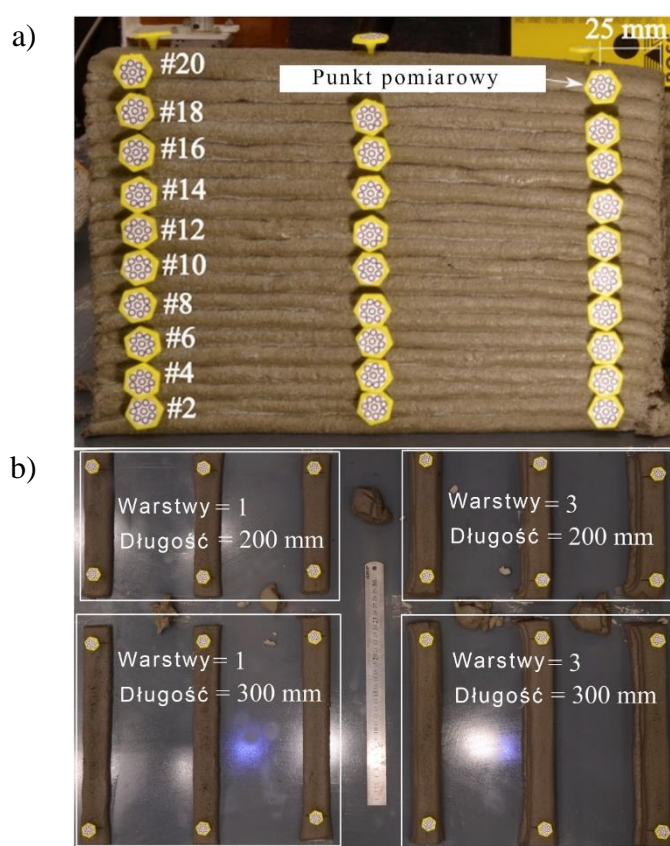 a)
25 mm
#20
Punkt pomiarowy
#18
#16
#14
#12
#10
#8
#6
#4
#2
b)
Warstwy = 1
Długość = 200 mm
Warstwy = 3
Długość = 200 mm
Warstwy = 1
Długość = 300 mm
Warstwy = 3
Długość = 300 mm